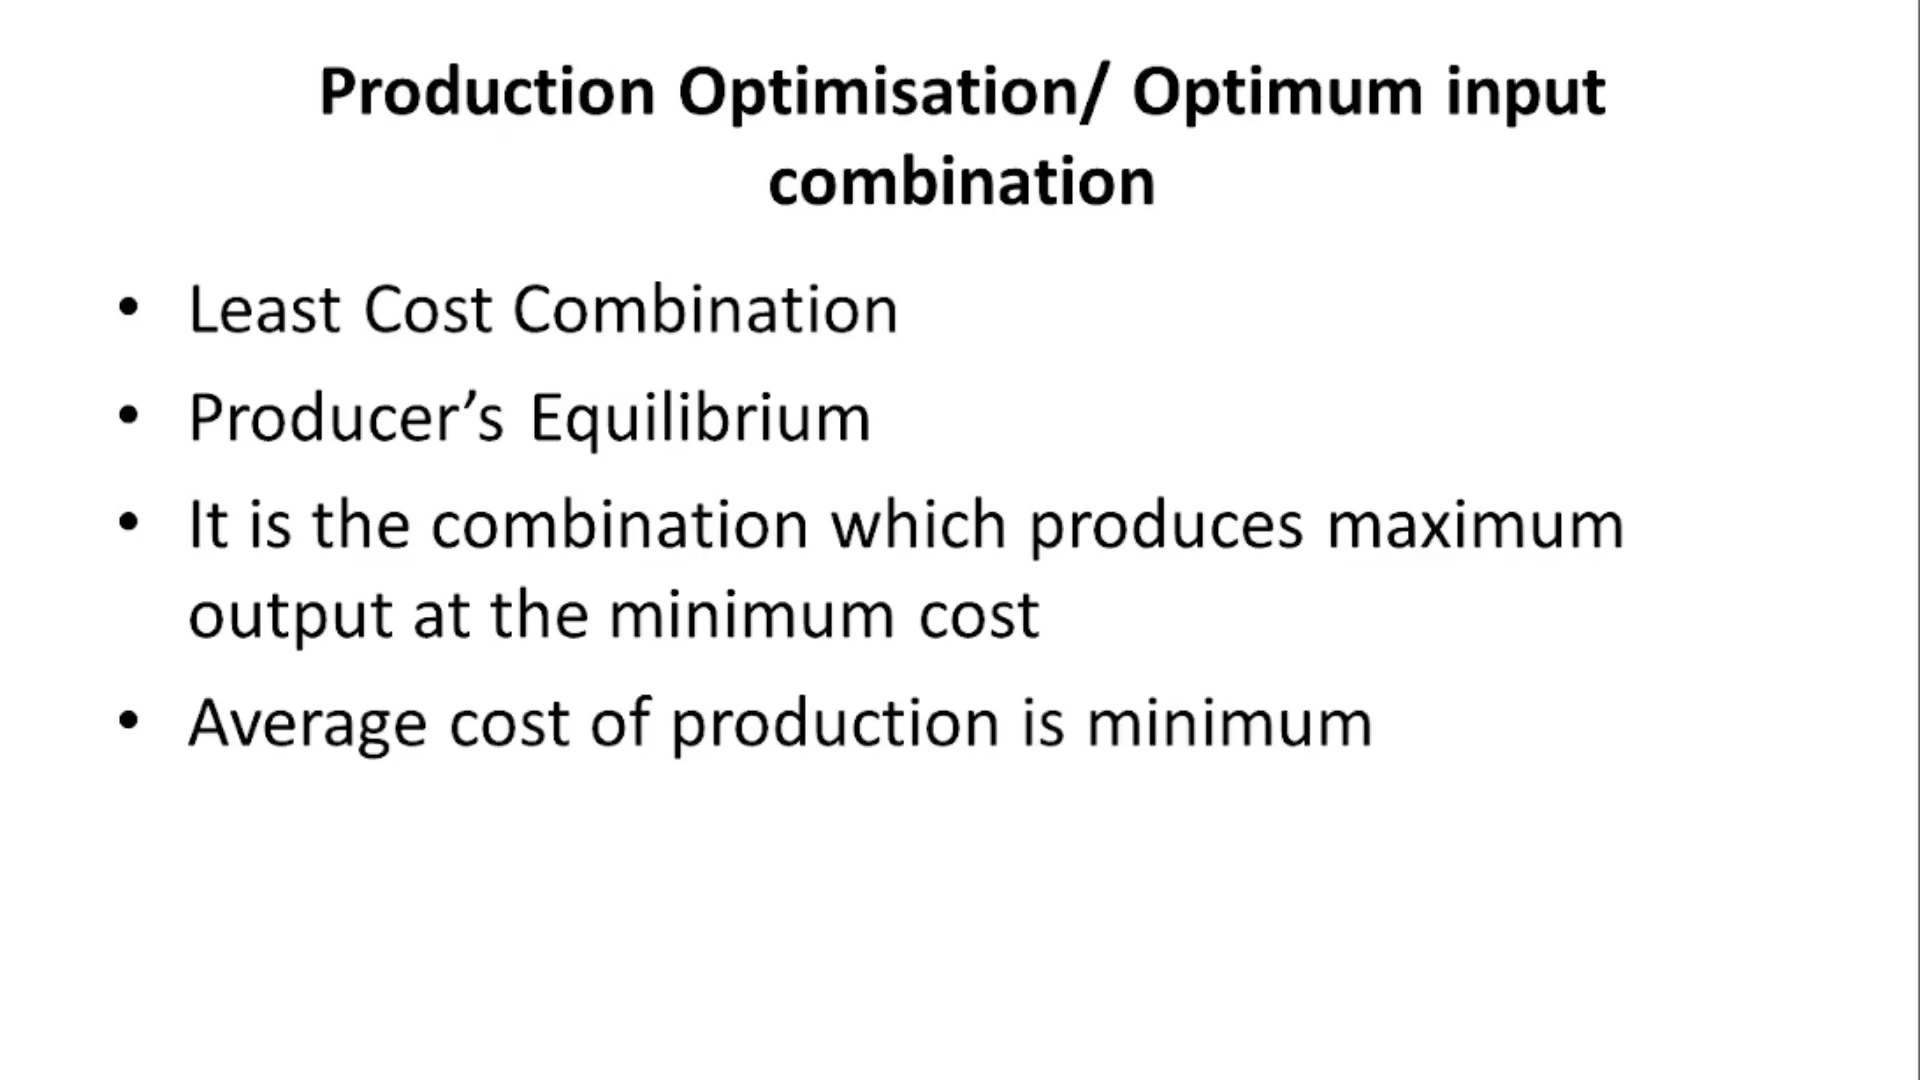 Production Optimisation/ Optimum input
combination
• Least Cost Combination
• Producer’s Equilibrium
• It is the combination which produces maximum
output at the minimum cost
• Average cost of production is minimum